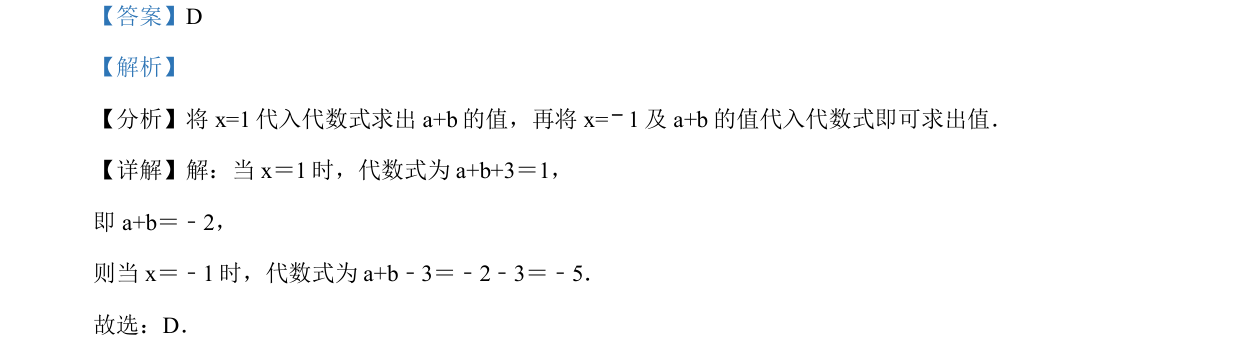 【答案】D
【解析】
【分析】将 x=1 代入代数式求出 a+b 的值，再将 x=﹣1 及 a+b 的值代入代数式即可求出值．
【详解】解：当 x＝1 时，代数式为 a+b+3＝1，
即 a+b＝﹣2，
则当 x＝﹣1 时，代数式为 a+b﹣3＝﹣2﹣3＝﹣5．
故选：D．